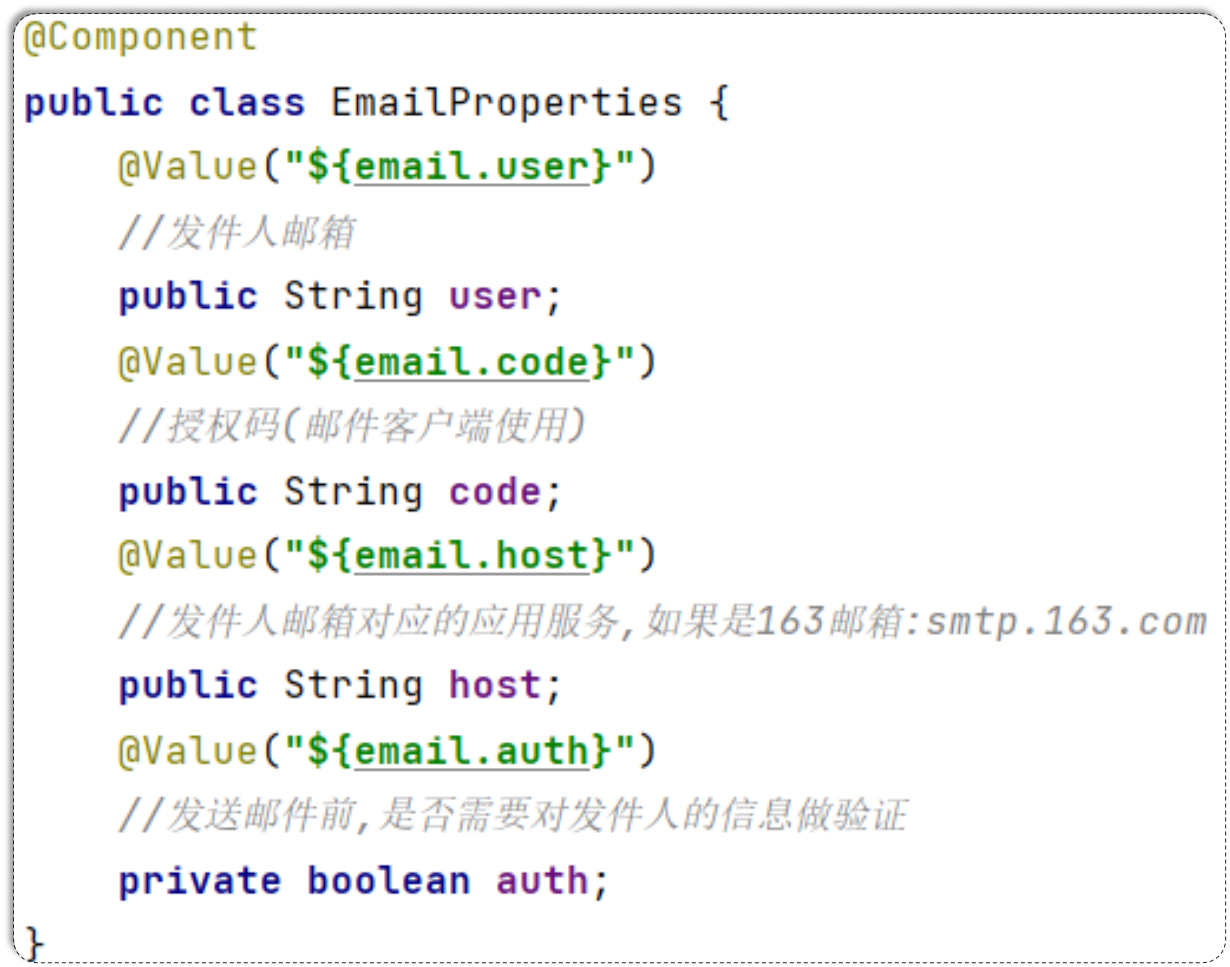 @Component
public class EmailProperties {
    @Value("${email.user}")
    //发件人邮箱
    public String user;
    @Value("${email.code}")
    //授权码(邮件客户端使用)
    public String code;
    @Value("${email.host}")
    //发件人邮箱对应的应用服务,如果是163邮箱:smtp.163.com
    public String host;
    @Value("${email.auth}")
    //发送邮件前,是否需要对发件人的信息做验证
    private boolean auth;
}